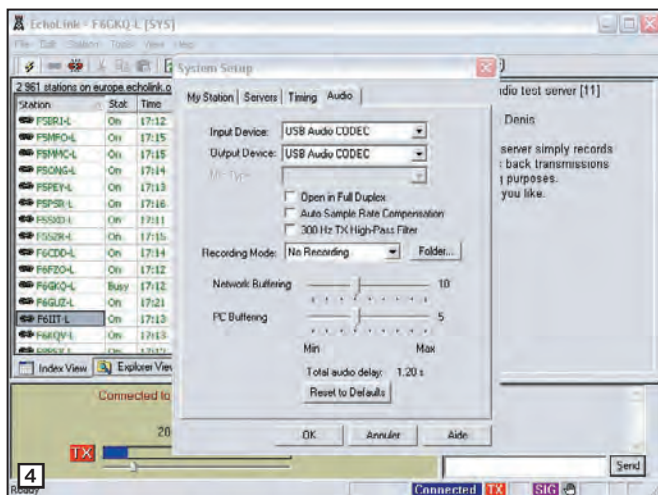 EchoLink - F6GKQ-L [SYS]
File Edit Station Tools View Help
2 961 stations on europe.echolink.o
Station Stat Time
F5BRI-L On 17:12
F5MFO-L On 17:15
F5MMC-L On 17:15
F5ONG-L On 17:14
F5PEY-L On 17:13
F5PSR-L On 17:16
F5SXD-L On 17:11
F5SZR-L On 17:15
F6CDD-L On 17:14
F6FZO-L On 17:12
F6GKQ-L Busy 17:12
F6GUZ-L On 17:21
F6IIT-L On 17:13
F6KQV-L On 17:13
Index View Explorer View
System Setup
My Station Servers Timing Audio
Input Device: USB Audio CODEC
Output Device: USB Audio CODEC
Open in Full Duplex
Auto Sample Rate Compensation
300 Hz TX High-Pass Filter
Recording Mode: No Recording Folder...
Network Buffering 10
PC Buffering 5
Min Max
Total audio delay: 1.20 s
Reset to Defaults
OK Annuler Aide
dio test server [11]
Denis
server simply records
back transmissions
purposes.
you like.
Connected to
20
TX
Send
4
Ready
Connected TX SIG